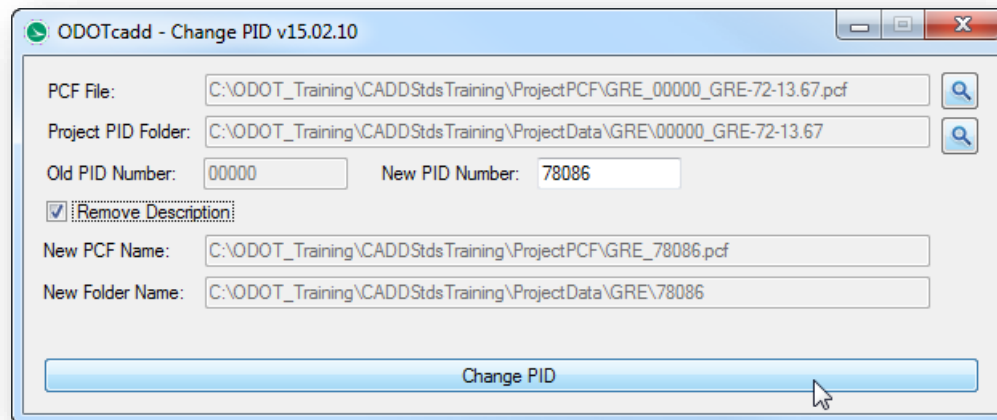 ODOTcadd - Change PID v15.02.10
PCF File: C:\ODOT_Training\CADDStdsTraining\ProjectPCF\GRE_00000_GRE-72-13.67.pcf
Project PID Folder: C:\ODOT_Training\CADDStdsTraining\ProjectData\GRE\00000_GRE-72-13.67
Old PID Number: 00000 New PID Number: 78086
Remove Description
New PCF Name: C:\ODOT_Training\CADDStdsTraining\ProjectPCF\GRE_78086.pcf
New Folder Name: C:\ODOT_Training\CADDStdsTraining\ProjectData\GRE\78086
Change PID